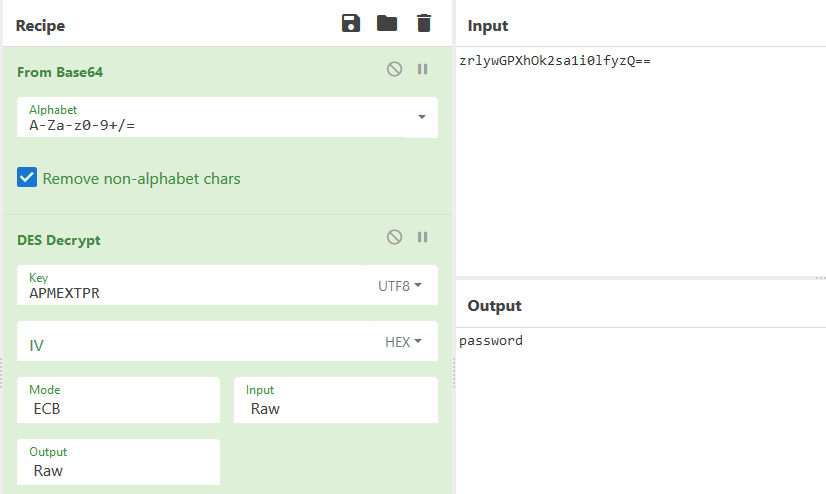 Recipe
From Base64
Alphabet
A-Za-z0-9+/=
Remove non-alphabet chars
DES Decrypt
Key
APMEXTPR
UTF8
IV
HEX
Mode
ECB
Input
Raw
Output
Raw
Input
zrlywGPXhOk2sa1i0lfyzQ==
Output
password